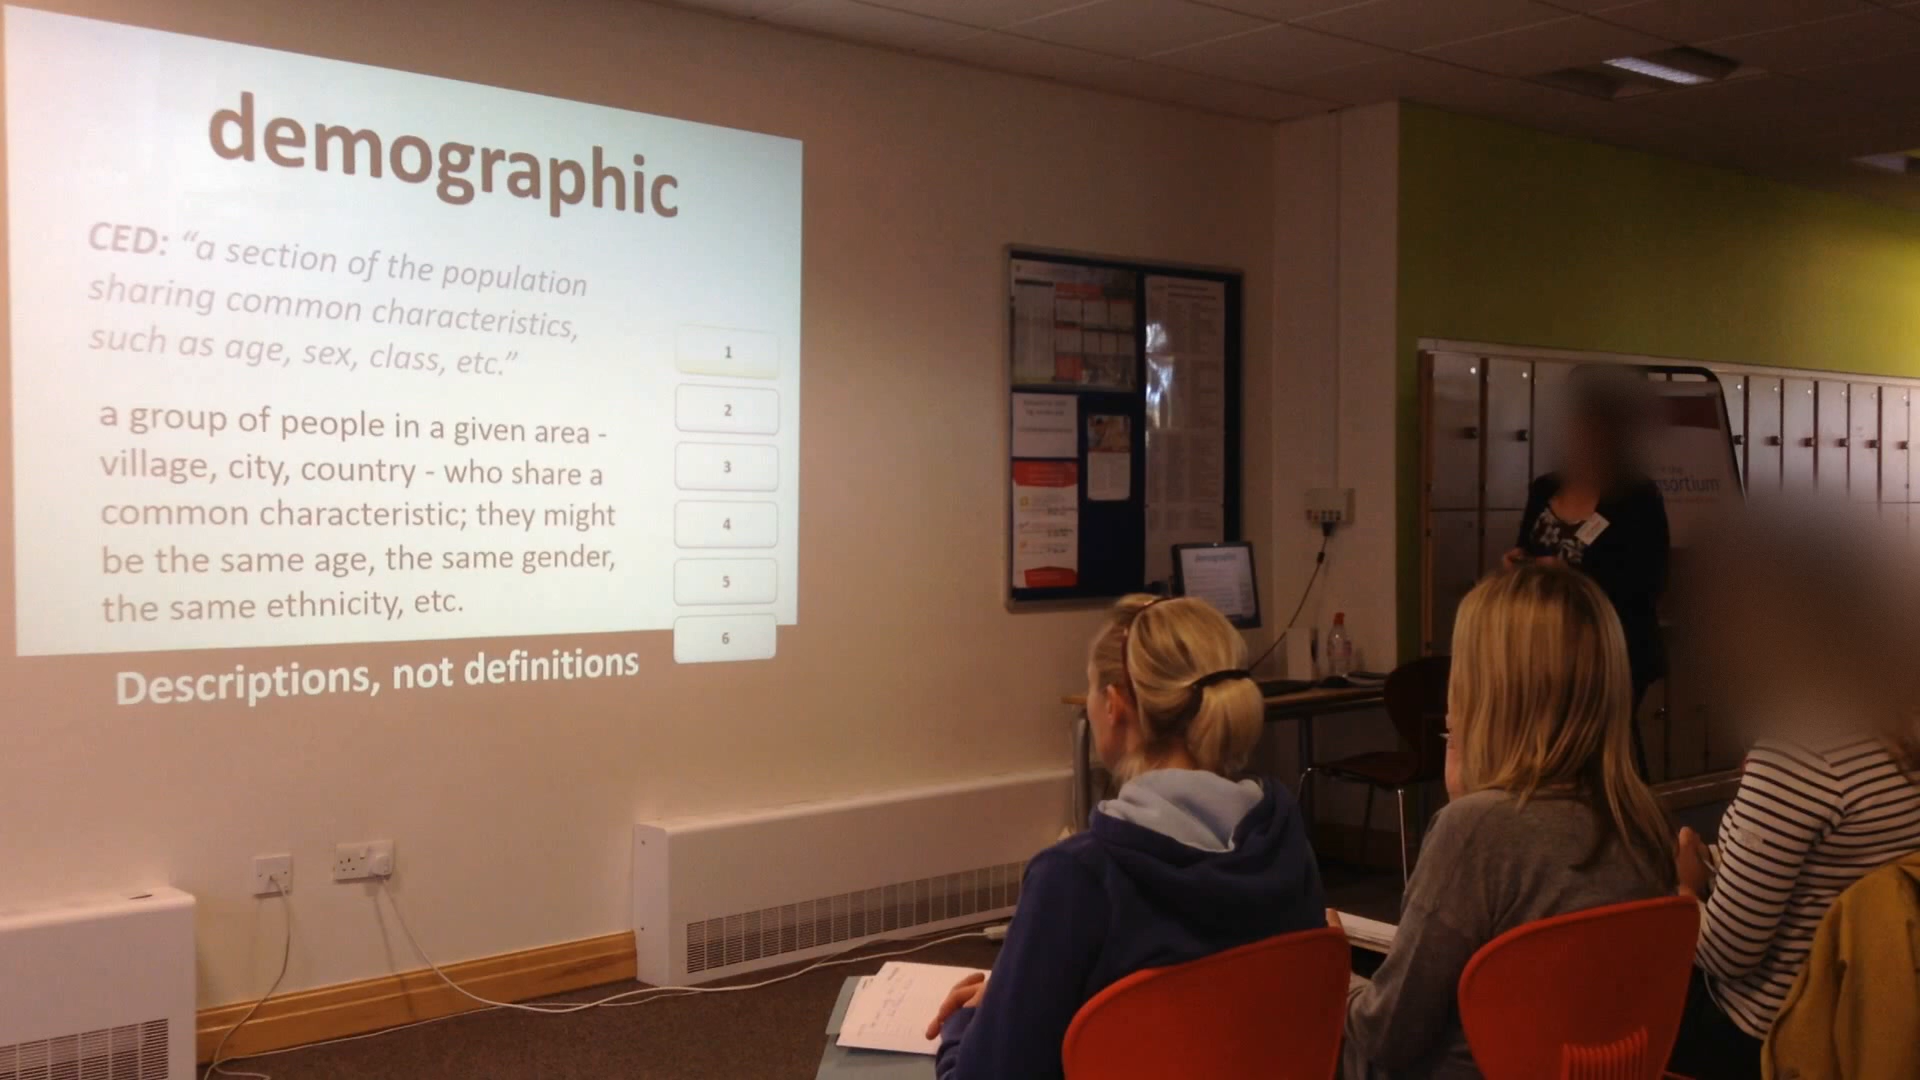 demographic
CED: “a section of the population
sharing common characteristics,
such as age, sex, class, etc.”
a group of people in a given area -
village, city, country - who share a
common characteristic; they might
be the same age, the same gender,
the same ethnicity, etc.
1
2
3
4
5
6
Descriptions, not definitions
demographic